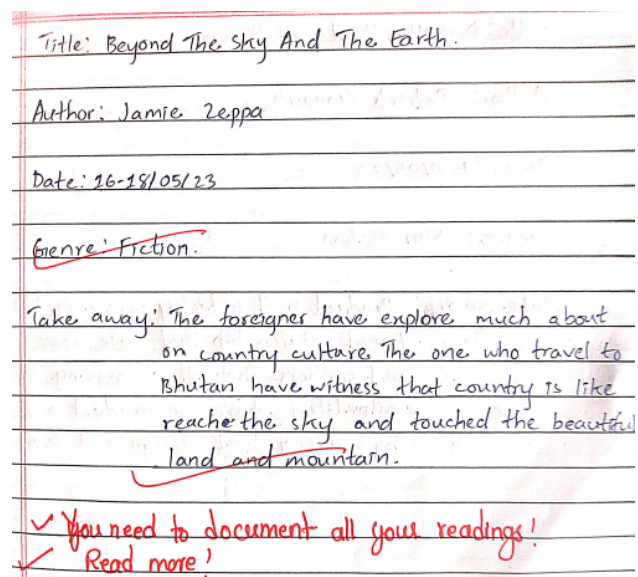 Title: Beyond The Sky And The Earth.
Author: Jamie Zeppa
Date: 16-18/05/23
Genre: Fiction.
Take away: The foreigner have explore much about
on country culture. The one who travel to
Bhutan have witness that country is like
reache the sky and touched the beautiful
land and mountain.
You need to document all your readings!
Read more!